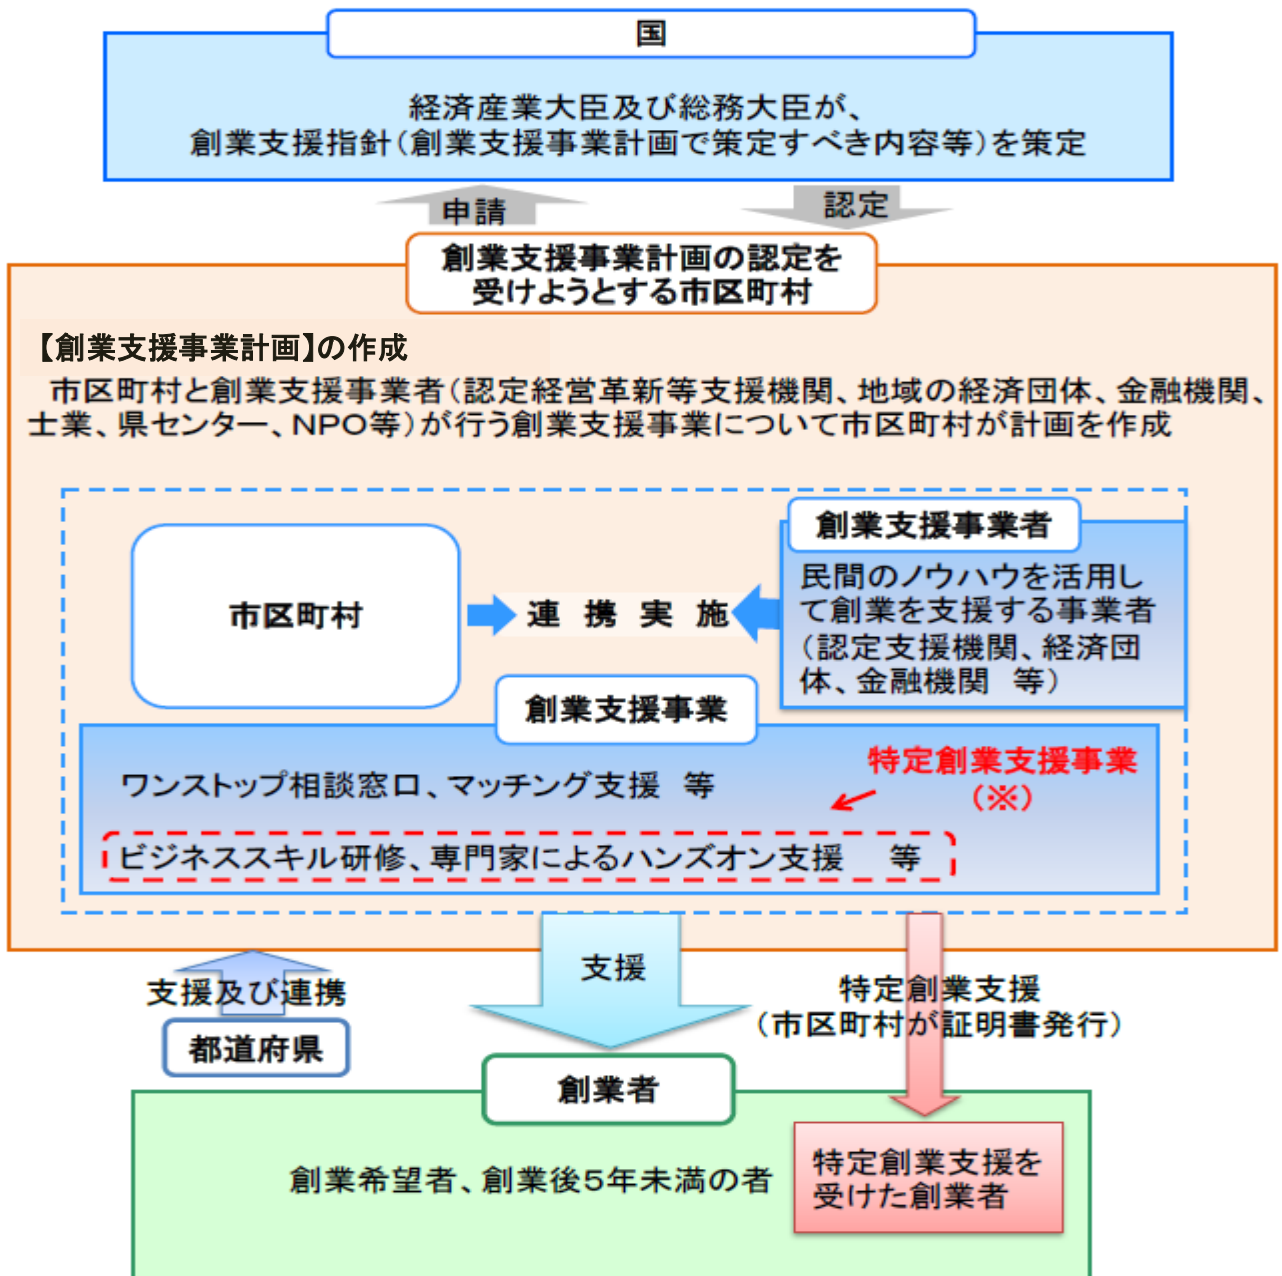 国
経済産業大臣及び総務大臣が、
創業支援指針（創業支援事業計画で策定すべき内容等）を策定
申請
認定
創業支援事業計画の認定を
受けようとする市区町村
【創業支援事業計画】の作成
市区町村と創業支援事業者（認定経営革新等支援機関、地域の経済団体、金融機関、
士業、県センター、NPO等）が行う創業支援事業について市区町村が計画を作成
創業支援事業者
民間のノウハウを活用し
て創業を支援する事業者
（認定支援機関、経済団
体、金融機関　等）
市区町村
連　携　実　施
創業支援事業
特定創業支援事業
（※）
ワンストップ相談窓口、マッチング支援　等
ビジネススキル研修、専門家によるハンズオン支援　　等
支援
支援及び連携
都道府県
特定創業支援
（市区町村が証明書発行）
創業者
創業希望者、創業後５年未満の者
特定創業支援を
受けた創業者